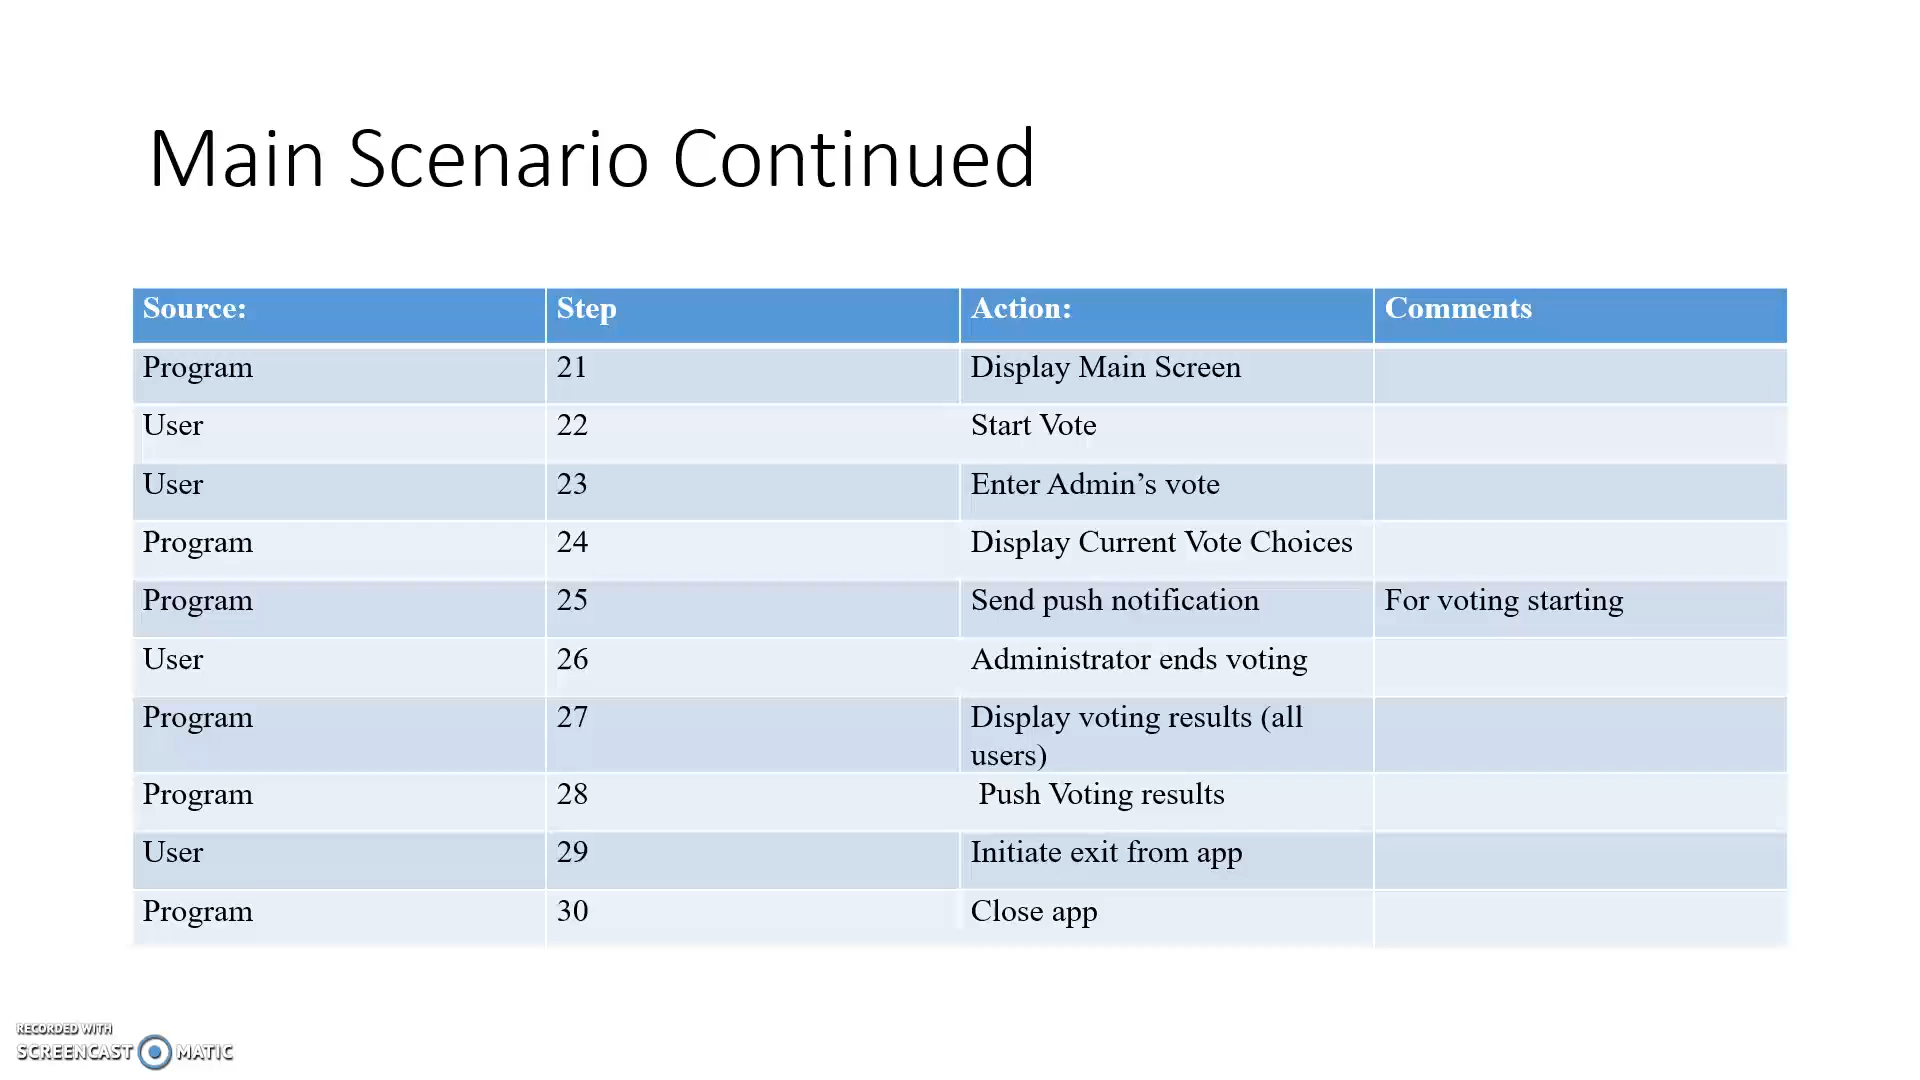 Main Scenario Continued
Source: Step Action: Comments
Program 21 Display Main Screen
User 22 Start Vote
User 23 Enter Admin’s vote
Program 24 Display Current Vote Choices
Program 25 Send push notification For voting starting
User 26 Administrator ends voting
Program 27 Display voting results (all
users)
Program 28 Push Voting results
User 29 Initiate exit from app
Program 30 Close app
RECORDED WITH
SCREENCAST MATIC